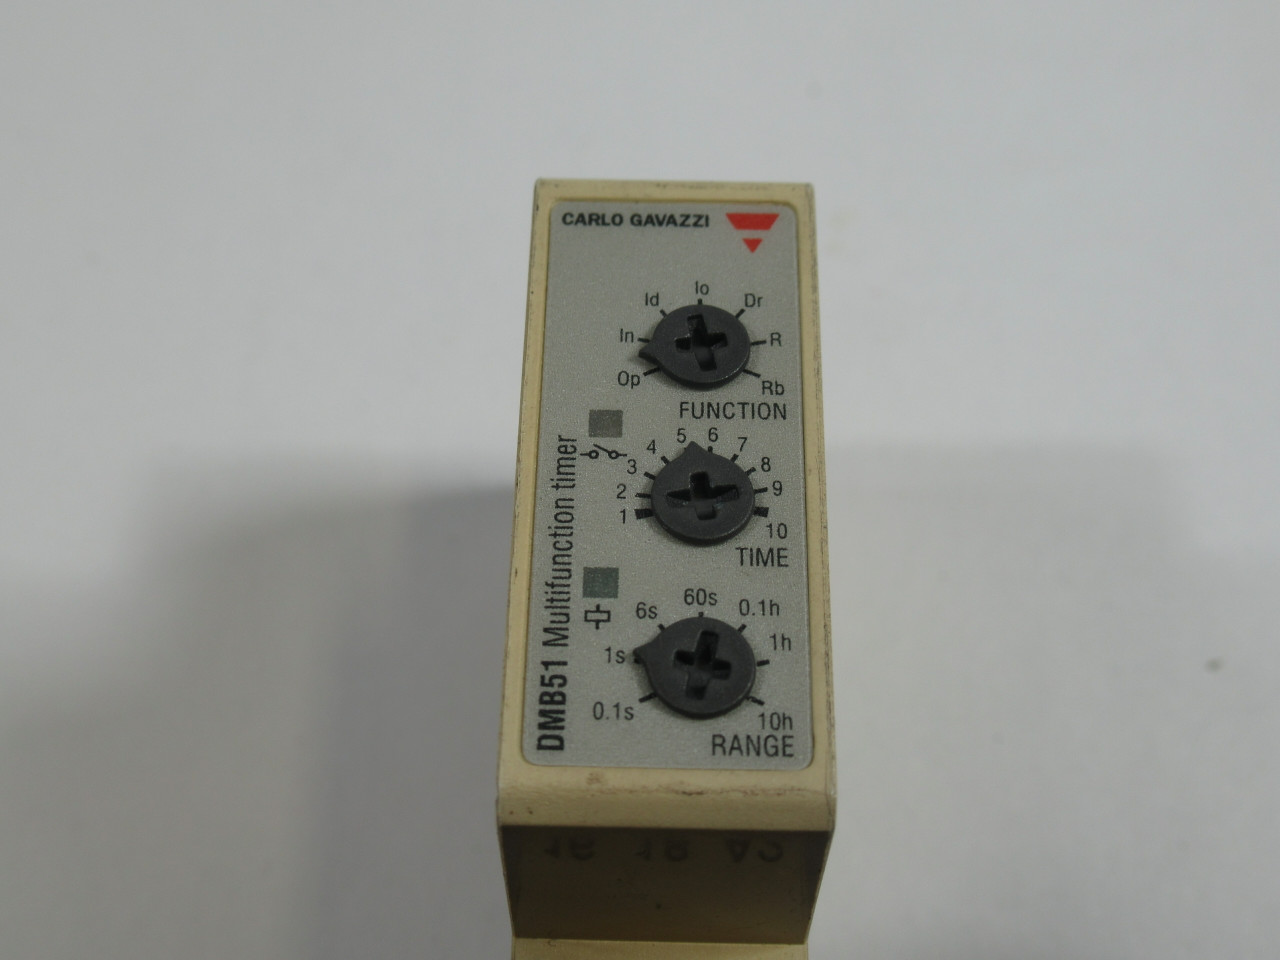 CARLO GAVAZZI
Io
Id
Dr
In
R
Op
Rb
FUNCTION
5
6
4
7
3
8
2
9
1
10
TIME
60s
6s
0.1h
1s
1h
0.1s
10h
RANGE
DMB51 Multifunction timer